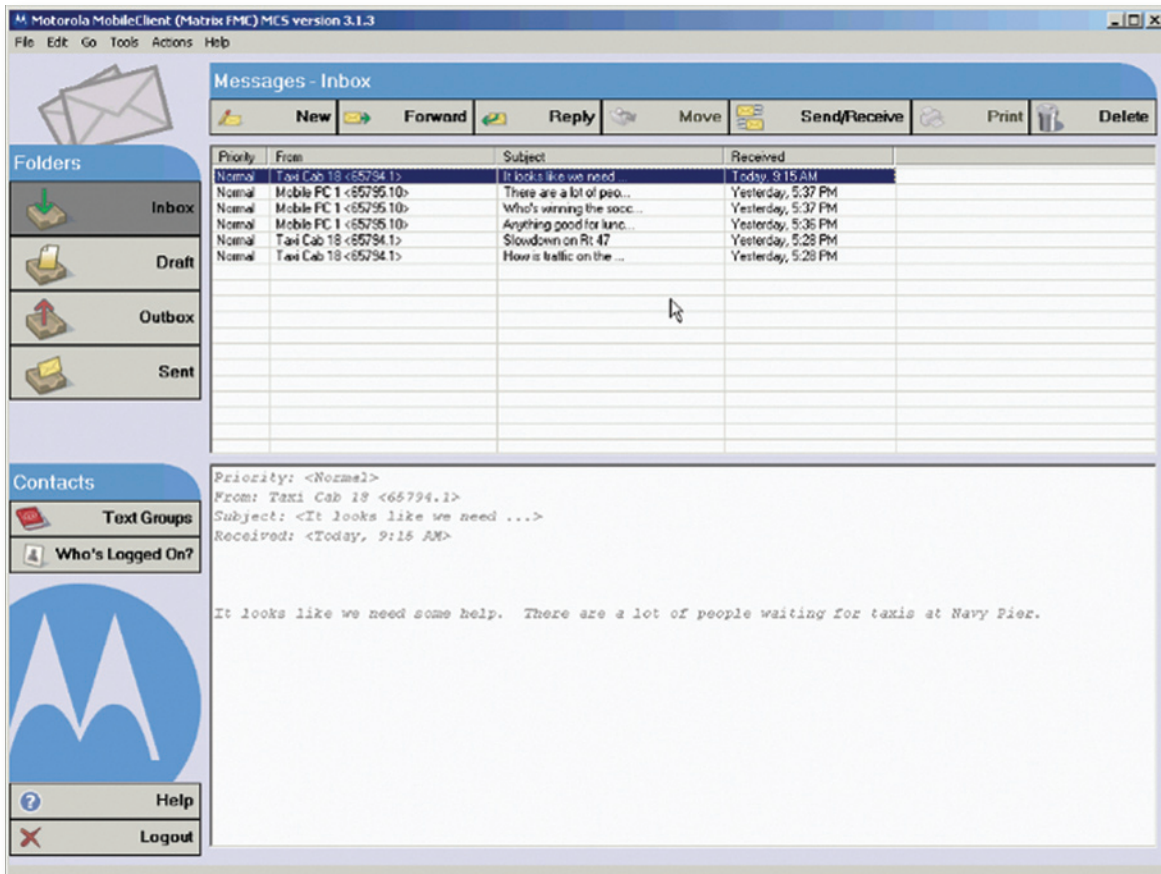 Motorola MobileClient (Matrix FMC) MCS version 3.1.3
File Edit Go Tools Actions Help
Messages - Inbox
New Forward Reply Move Send/Receive Print Delete
Folders
Inbox
Draft
Outbox
Sent
Priority From Subject Received
Normal Taxi Cab 18 <65794.1> It looks like we need ... Today, 9:15 AM
Normal Mobile PC 1 <65795.10> There are a lot of peo... Yesterday, 5:37 PM
Normal Mobile PC 1 <65795.10> Who's winning the socc... Yesterday, 5:37 PM
Normal Mobile PC 1 <65795.10> Anything good for lunc... Yesterday, 5:36 PM
Normal Taxi Cab 18 <65794.1> Slowdown on Rt 47 Yesterday, 5:28 PM
Normal Taxi Cab 18 <65794.1> How is traffic on the ... Yesterday, 5:28 PM
Contacts
Text Groups
Who's Logged On?
Help
Logout
Priority: <Normal>
From: Taxi Cab 18 <65794.1>
Subject: <It looks like we need ...>
Received: <Today, 9:15 AM>
It looks like we need some help. There are a lot of people waiting for taxis at Navy Pier.